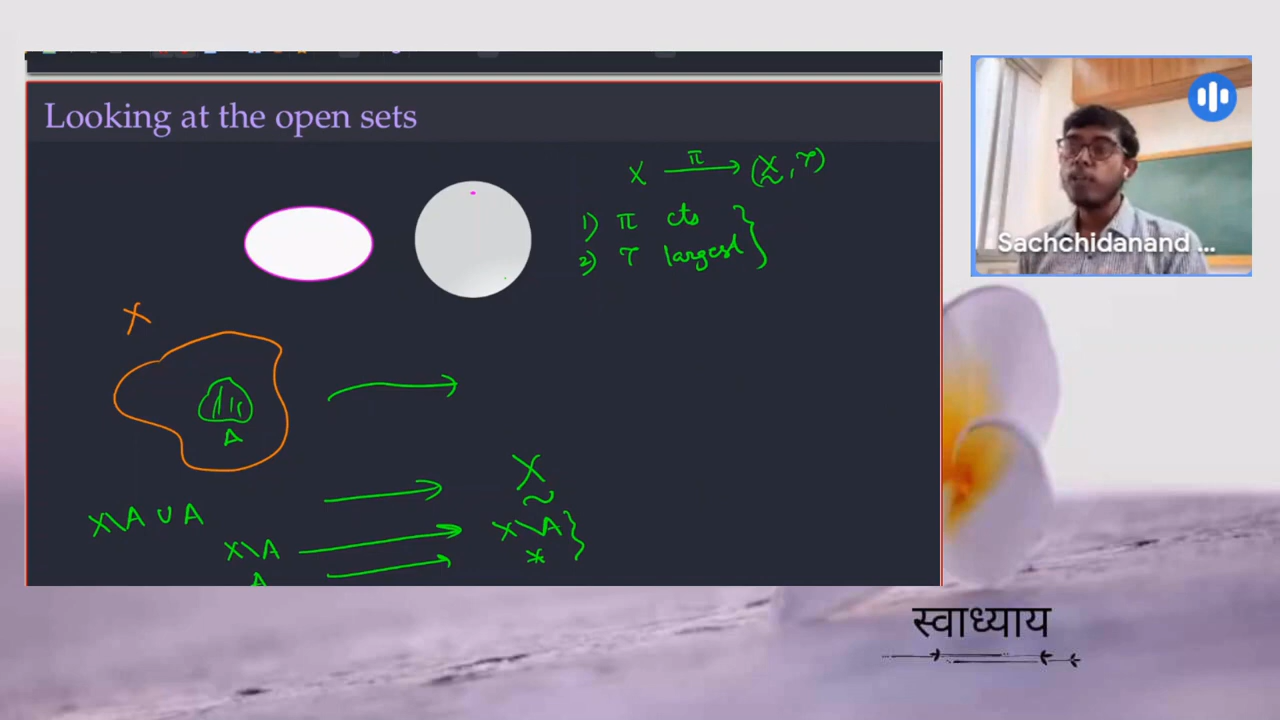 Looking at the open sets
X π (X/~, τ)
1) π cts
2) τ largest
X
A
X/~
X\A ∪ A
X\A X\A
A *
Sachchidanand ...
स्वाध्याय